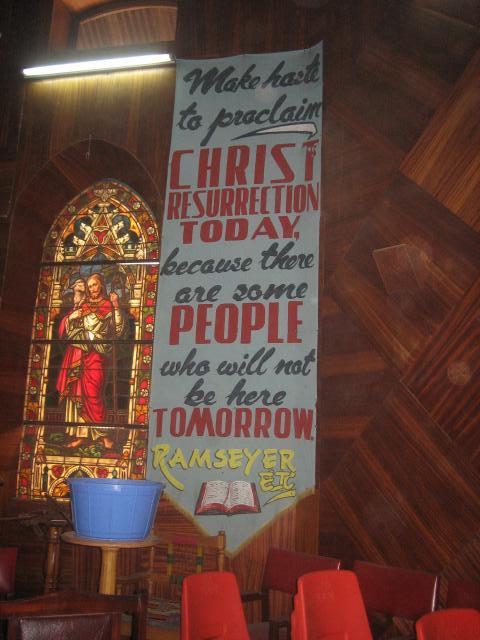 Make haste
to proclaim
CHRIST
RESURRECTION
TODAY,
because there
are some
PEOPLE
who will not
be here
TOMORROW.
RAMSEYER
ETC